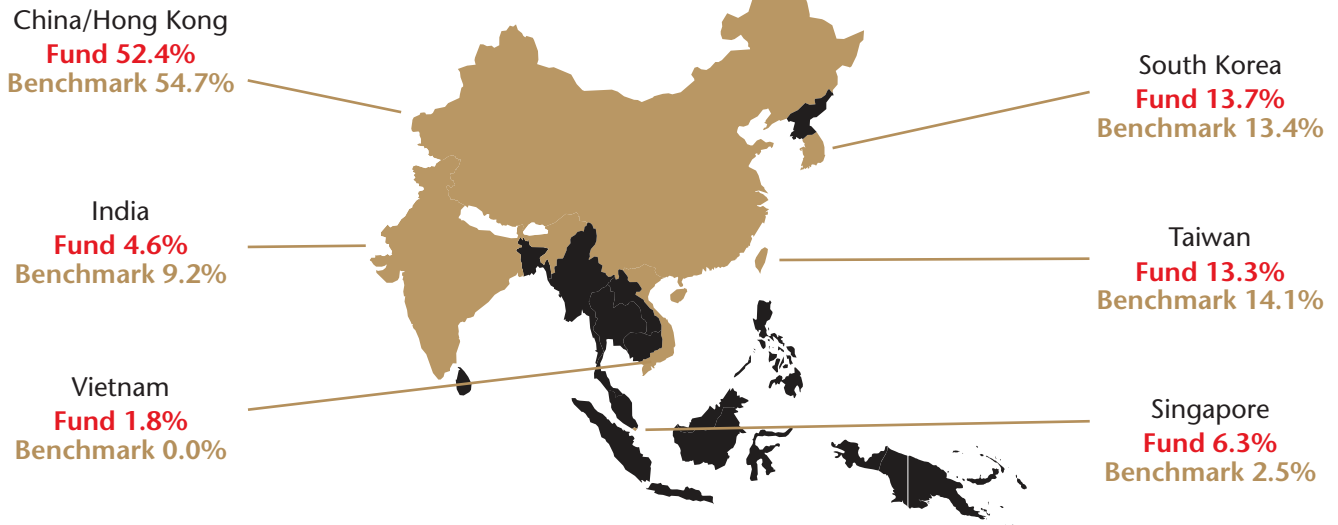 China/Hong Kong
Fund 52.4%
Benchmark 54.7%
India
Fund 4.6%
Benchmark 9.2%
Vietnam
Fund 1.8%
Benchmark 0.0%
South Korea
Fund 13.7%
Benchmark 13.4%
Taiwan
Fund 13.3%
Benchmark 14.1%
Singapore
Fund 6.3%
Benchmark 2.5%